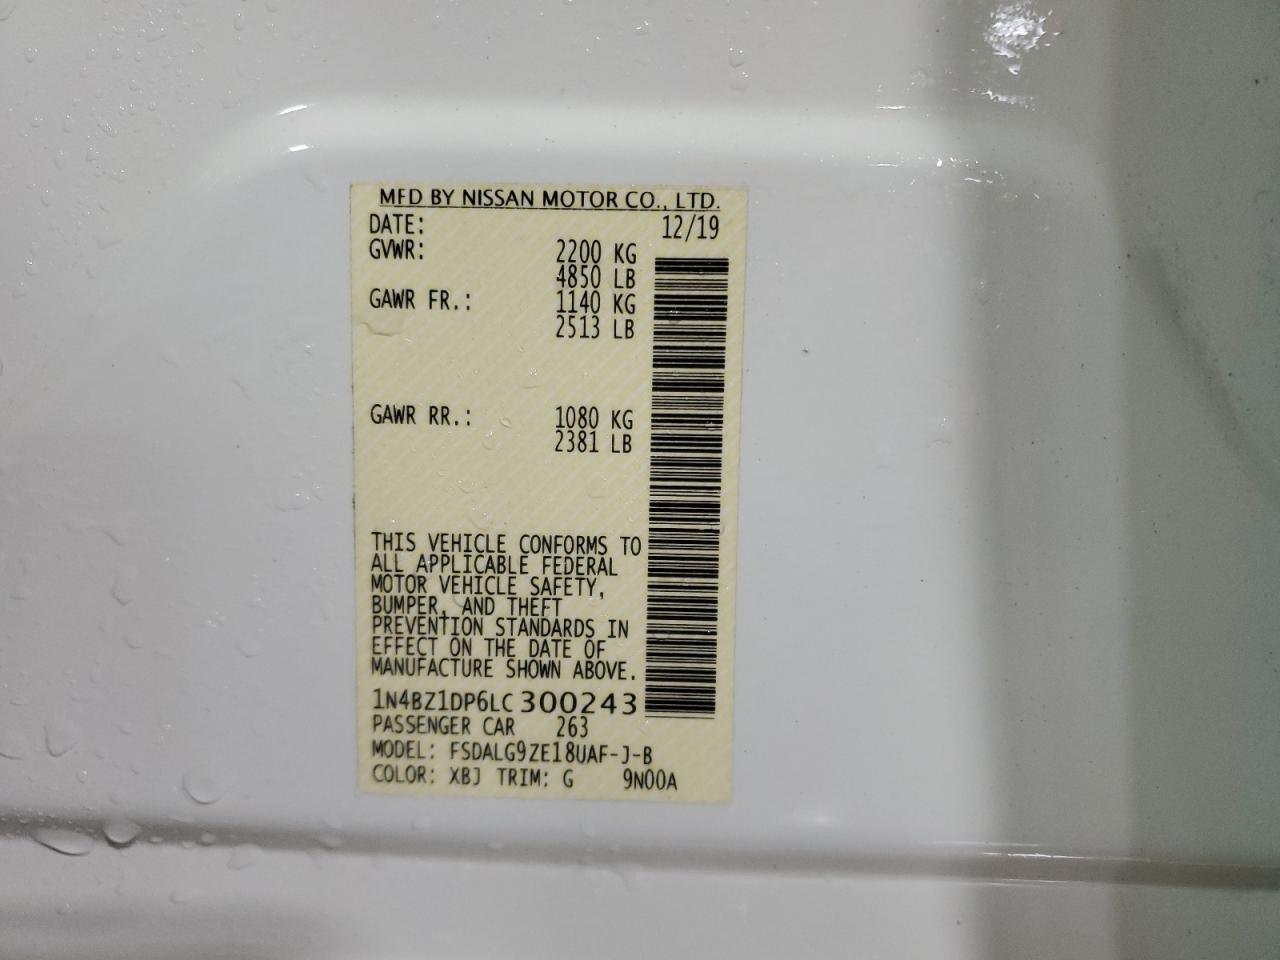 MFD BY NISSAN MOTOR CO., LTD.
DATE: 12/19
GVWR: 2200 KG
4850 LB
GAWR FR.: 1140 KG
2513 LB
GAWR RR.: 1080 KG
2381 LB
THIS VEHICLE CONFORMS TO
ALL APPLICABLE FEDERAL
MOTOR VEHICLE SAFETY,
BUMPER, AND THEFT
PREVENTION STANDARDS IN
EFFECT ON THE DATE OF
MANUFACTURE SHOWN ABOVE.
1N4BZ1DP6LC300243
PASSENGER CAR 263
MODEL: FSDALG9ZE18UAF-J-B
COLOR: XBJ TRIM: G 9N00A